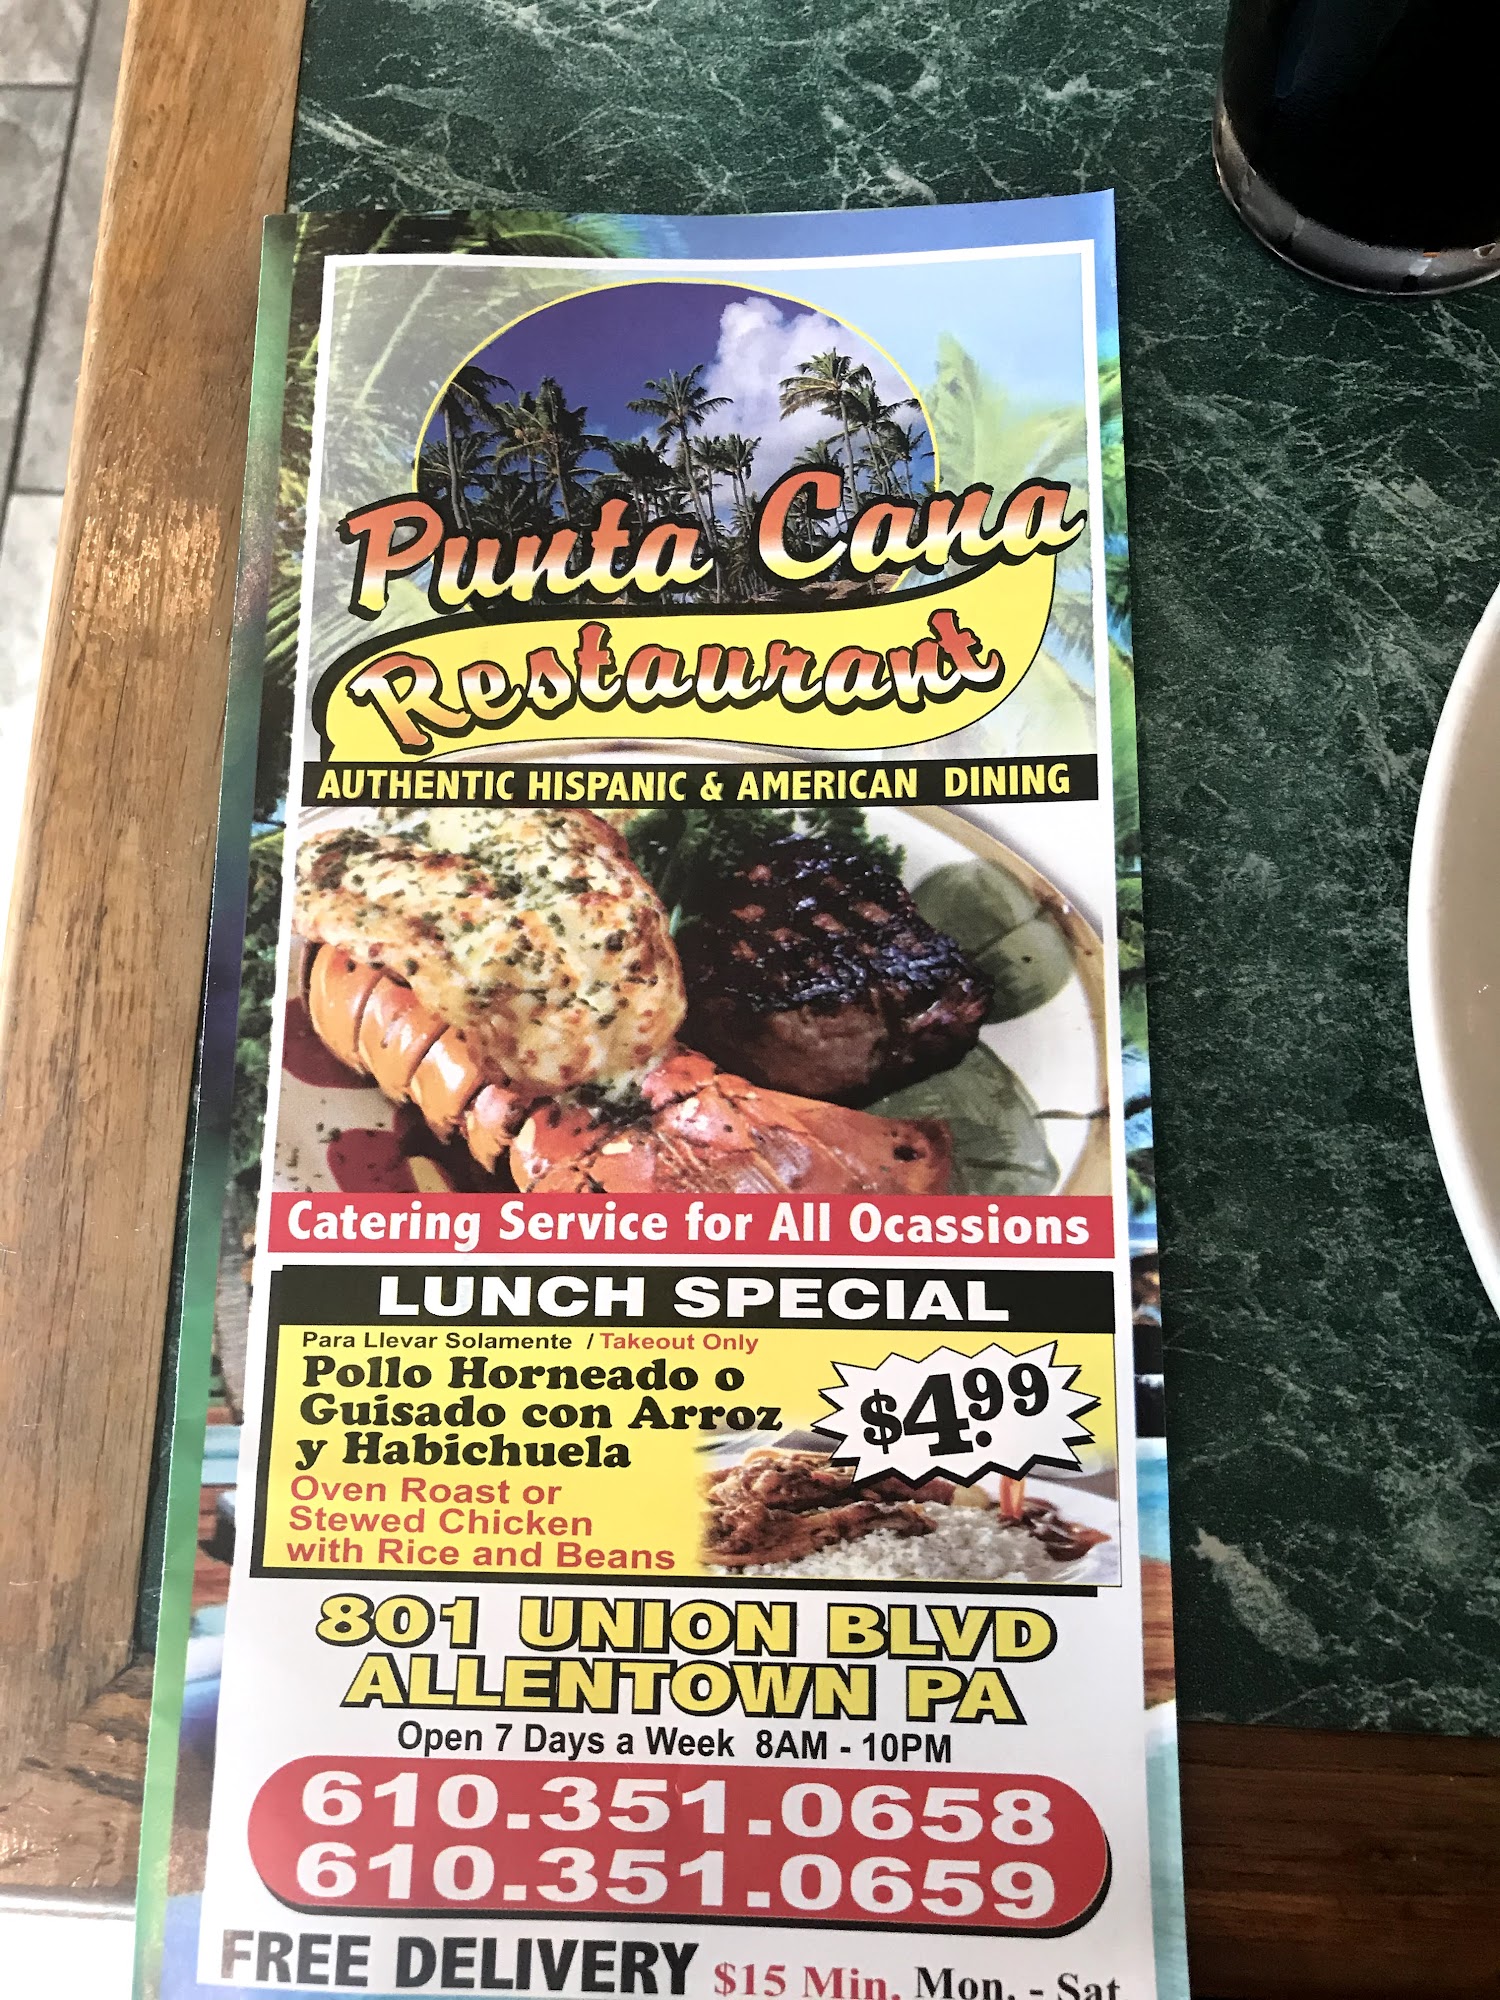 Punta Cana
Restaurant
AUTHENTIC HISPANIC & AMERICAN DINING
Catering Service for All Ocassions
LUNCH SPECIAL
Para Llevar Solamente / Takeout Only
Pollo Horneado o
Guisado con Arroz
y Habichuela
$4.99
Oven Roast or
Stewed Chicken
with Rice and Beans
801 UNION BLVD
ALLENTOWN PA
Open 7 Days a Week 8AM - 10PM
610.351.0658
610.351.0659
FREE DELIVERY $15 Min. Mon. - Sat